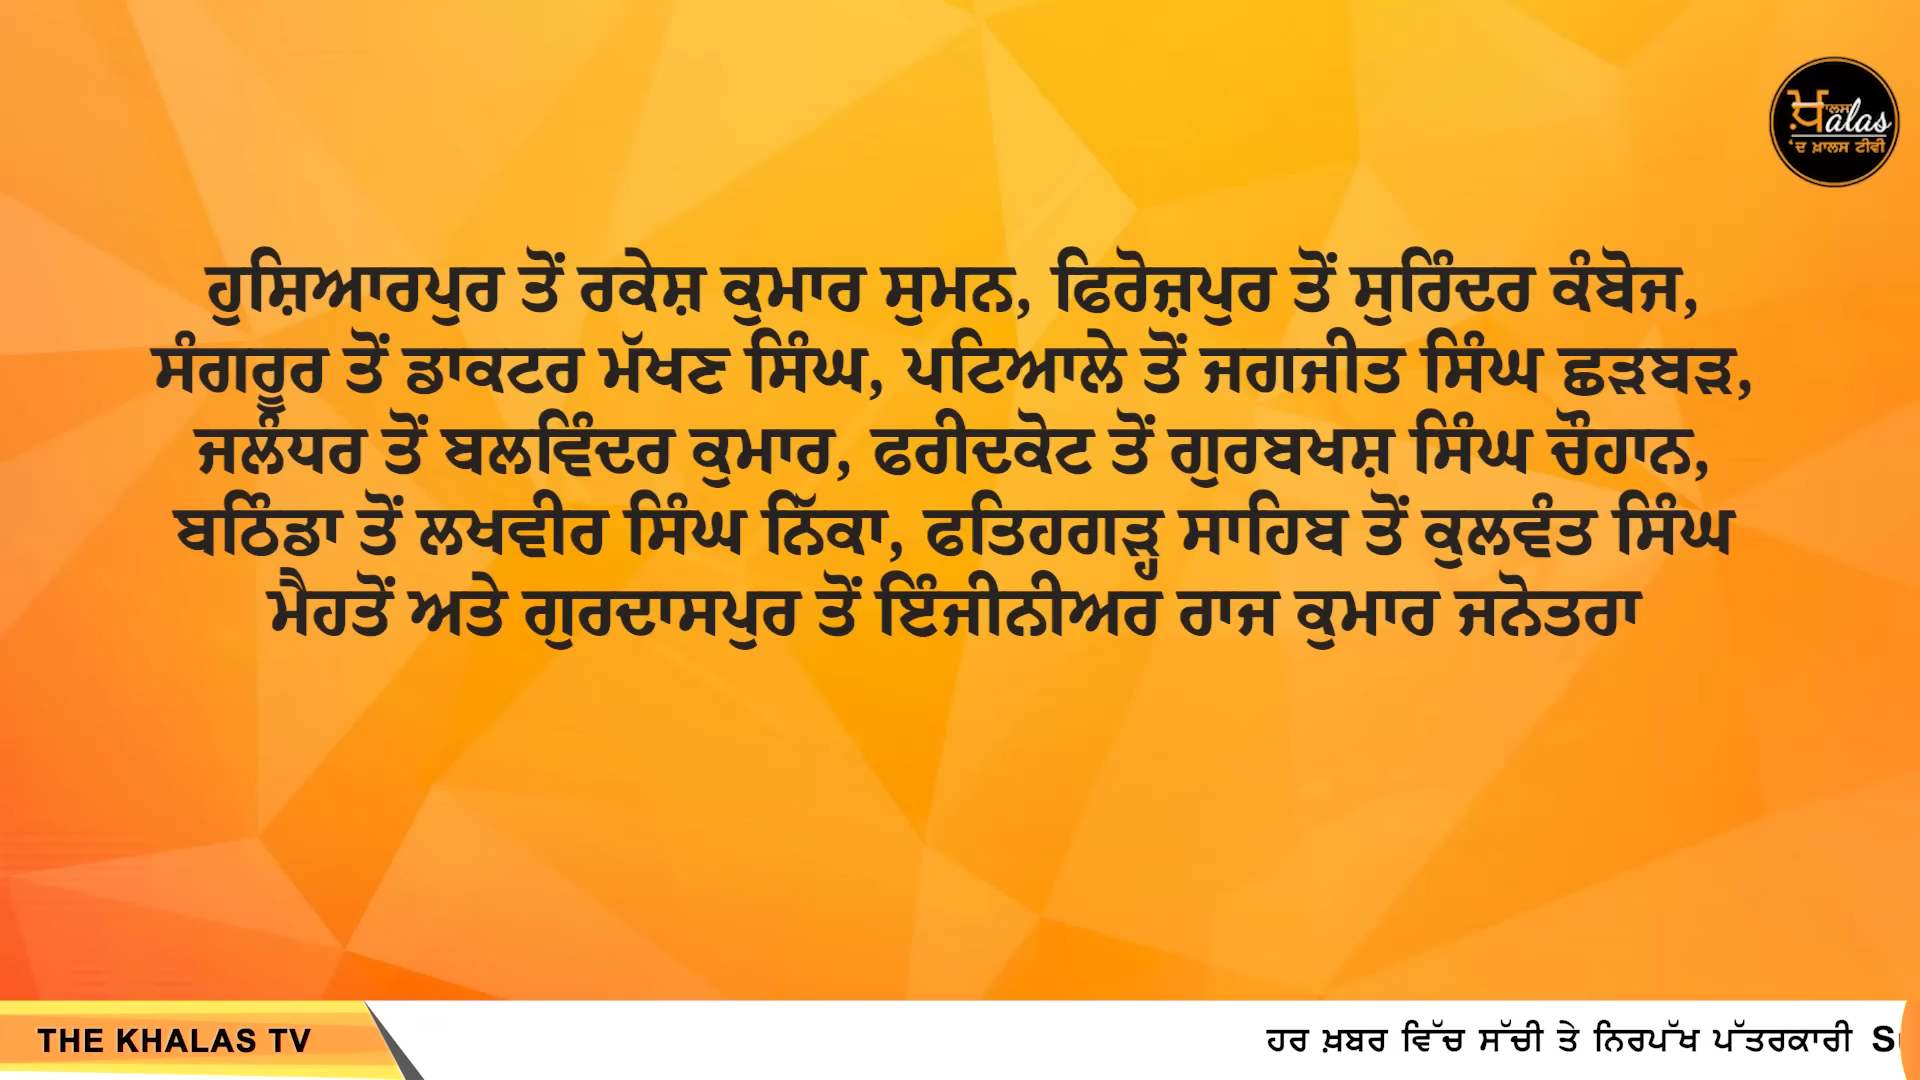 ਖ਼ਾਲਸ
alas
'ਦ ਖ਼ਾਲਸ ਟੀਵੀ
ਹੁਸ਼ਿਆਰਪੁਰ ਤੋਂ ਰਕੇਸ਼ ਕੁਮਾਰ ਸੁਮਨ, ਫਿਰੋਜ਼ਪੁਰ ਤੋਂ ਸੁਰਿੰਦਰ ਕੰਬੋਜ,
ਸੰਗਰੂਰ ਤੋਂ ਡਾਕਟਰ ਮੱਖਣ ਸਿੰਘ, ਪਟਿਆਲੇ ਤੋਂ ਜਗਜੀਤ ਸਿੰਘ ਛੜਬੜ,
ਜਲੰਧਰ ਤੋਂ ਬਲਵਿੰਦਰ ਕੁਮਾਰ, ਫਰੀਦਕੋਟ ਤੋਂ ਗੁਰਬਖਸ਼ ਸਿੰਘ ਚੌਹਾਨ,
ਬਠਿੰਡਾ ਤੋਂ ਲਖਵੀਰ ਸਿੰਘ ਨਿੱਕਾ, ਫਤਿਹਗੜ੍ਹ ਸਾਹਿਬ ਤੋਂ ਕੁਲਵੰਤ ਸਿੰਘ
ਮੈਹਤੋਂ ਅਤੇ ਗੁਰਦਾਸਪੁਰ ਤੋਂ ਇੰਜੀਨੀਅਰ ਰਾਜ ਕੁਮਾਰ ਜਨੋਤਰਾ
THE KHALAS TV
ਹਰ ਖ਼ਬਰ ਵਿੱਚ ਸੱਚੀ ਤੇ ਨਿਰਪੱਖ ਪੱਤਰਕਾਰੀ